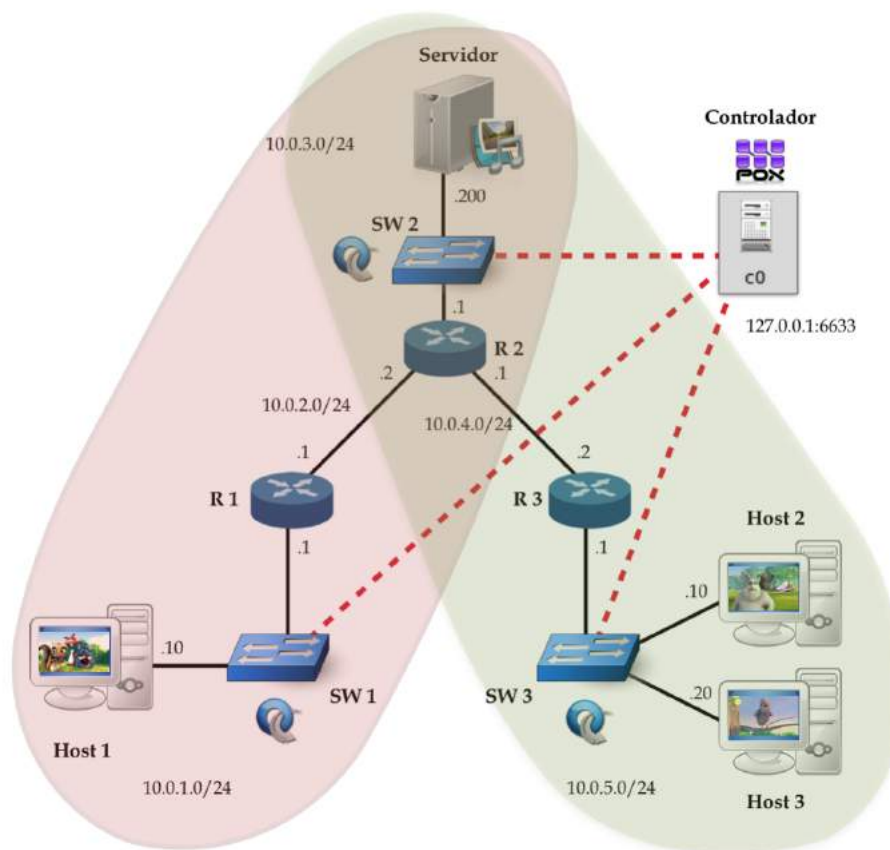 Servidor
10.0.3.0/24
Controlador
POX
.200
SW 2
c0
.1
127.0.0.1:6633
R 2
.2
.1
10.0.2.0/24
10.0.4.0/24
.1
.2
R 1
R 3
Host 2
.1
.1
.10
.10
SW 1
SW 3
.20
Host 1
10.0.1.0/24
10.0.5.0/24
Host 3